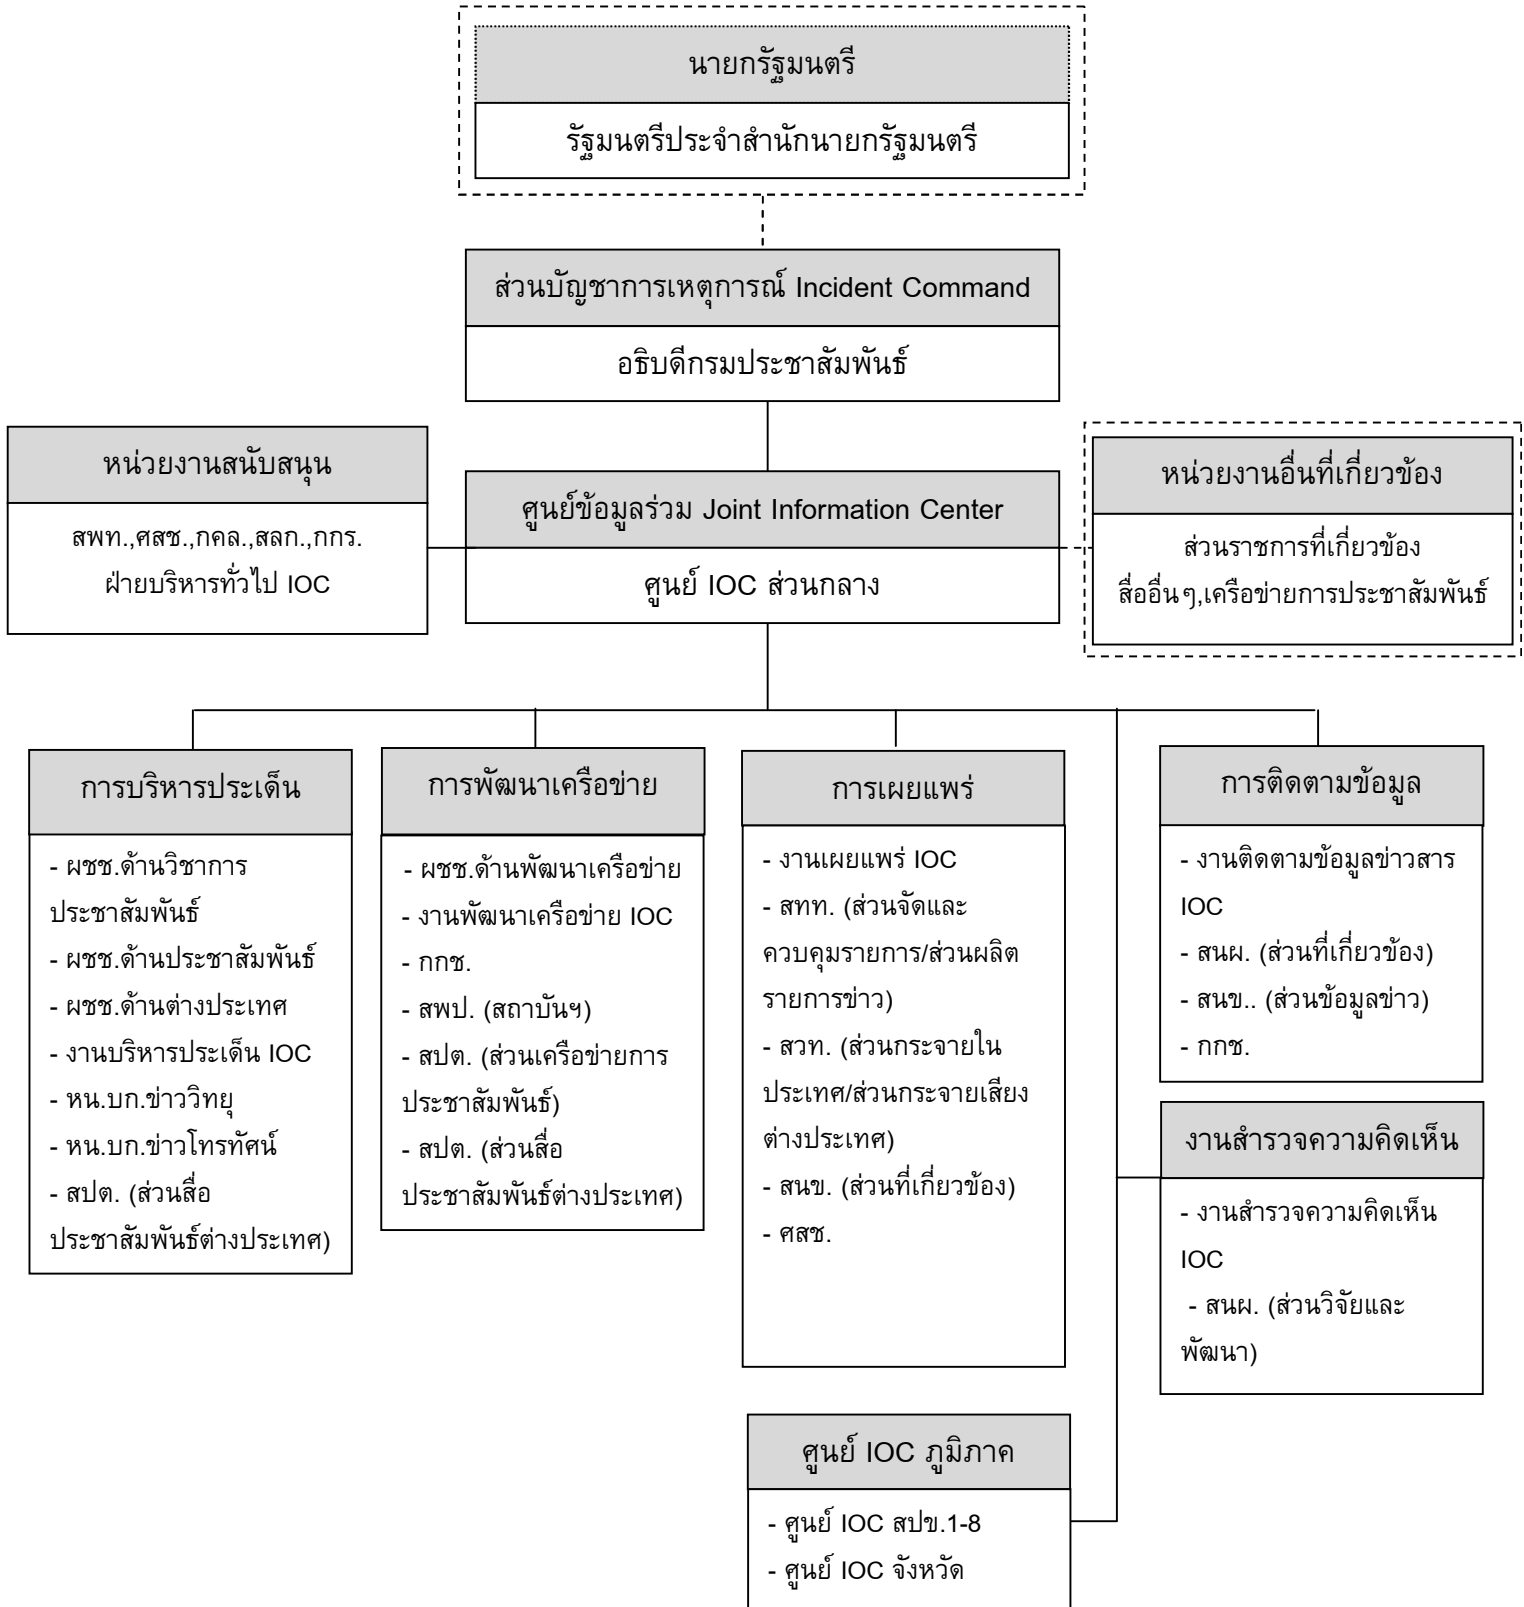 นายกรัฐมนตรี
รัฐมนตรีประจำสำนักนายกรัฐมนตรี
ส่วนบัญชาการเหตุการณ์ Incident Command
อธิบดีกรมประชาสัมพันธ์
หน่วยงานสนับสนุน
สพท.,ศสช.,กคล.,สลก.,กกร.
ฝ่ายบริหารทั่วไป IOC
ศูนย์ข้อมูลร่วม Joint Information Center
ศูนย์ IOC ส่วนกลาง
หน่วยงานอื่นที่เกี่ยวข้อง
ส่วนราชการที่เกี่ยวข้อง
สื่ออื่นๆ,เครือข่ายการประชาสัมพันธ์
การบริหารประเด็น
- ผชช.ด้านวิชาการ
ประชาสัมพันธ์
- ผชช.ด้านประชาสัมพันธ์
- ผชช.ด้านต่างประเทศ
- งานบริหารประเด็น IOC
- หน.บก.ข่าววิทยุ
- หน.บก.ข่าวโทรทัศน์
- สปต. (ส่วนสื่อ
ประชาสัมพันธ์ต่างประเทศ)
การพัฒนาเครือข่าย
- ผชช.ด้านพัฒนาเครือข่าย
- งานพัฒนาเครือข่าย IOC
- กกช.
- สพป. (สถาบันฯ)
- สปต. (ส่วนเครือข่ายการ
ประชาสัมพันธ์)
- สปต. (ส่วนสื่อ
ประชาสัมพันธ์ต่างประเทศ)
การเผยแพร่
- งานเผยแพร่ IOC
- สทท. (ส่วนจัดและ
ควบคุมรายการ/ส่วนผลิต
รายการข่าว)
- สวท. (ส่วนกระจายใน
ประเทศ/ส่วนกระจายเสียง
ต่างประเทศ)
- สนข. (ส่วนที่เกี่ยวข้อง)
- ศสช.
การติดตามข้อมูล
- งานติดตามข้อมูลข่าวสาร
IOC
- สนผ. (ส่วนที่เกี่ยวข้อง)
- สนข.. (ส่วนข้อมูลข่าว)
- กกช.
งานสำรวจความคิดเห็น
- งานสำรวจความคิดเห็น
IOC
- สนผ. (ส่วนวิจัยและ
พัฒนา)
ศูนย์ IOC ภูมิภาค
- ศูนย์ IOC สปข.1-8
- ศูนย์ IOC จังหวัด